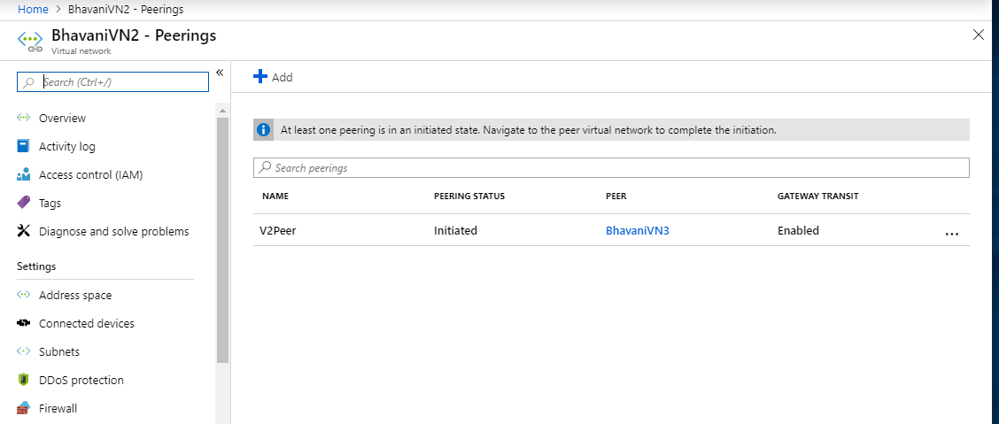 Home > BhavaniVN2 - Peerings
BhavaniVN2 - Peerings
Virtual network
Search (Ctrl+/)
«
Overview
Activity log
Access control (IAM)
Tags
Diagnose and solve problems
Settings
Address space
Connected devices
Subnets
DDoS protection
Firewall
Add
At least one peering is in an initiated state. Navigate to the peer virtual network to complete the initiation.
Search peerings
NAME PEERING STATUS PEER GATEWAY TRANSIT
V2Peer Initiated BhavaniVN3 Enabled ...